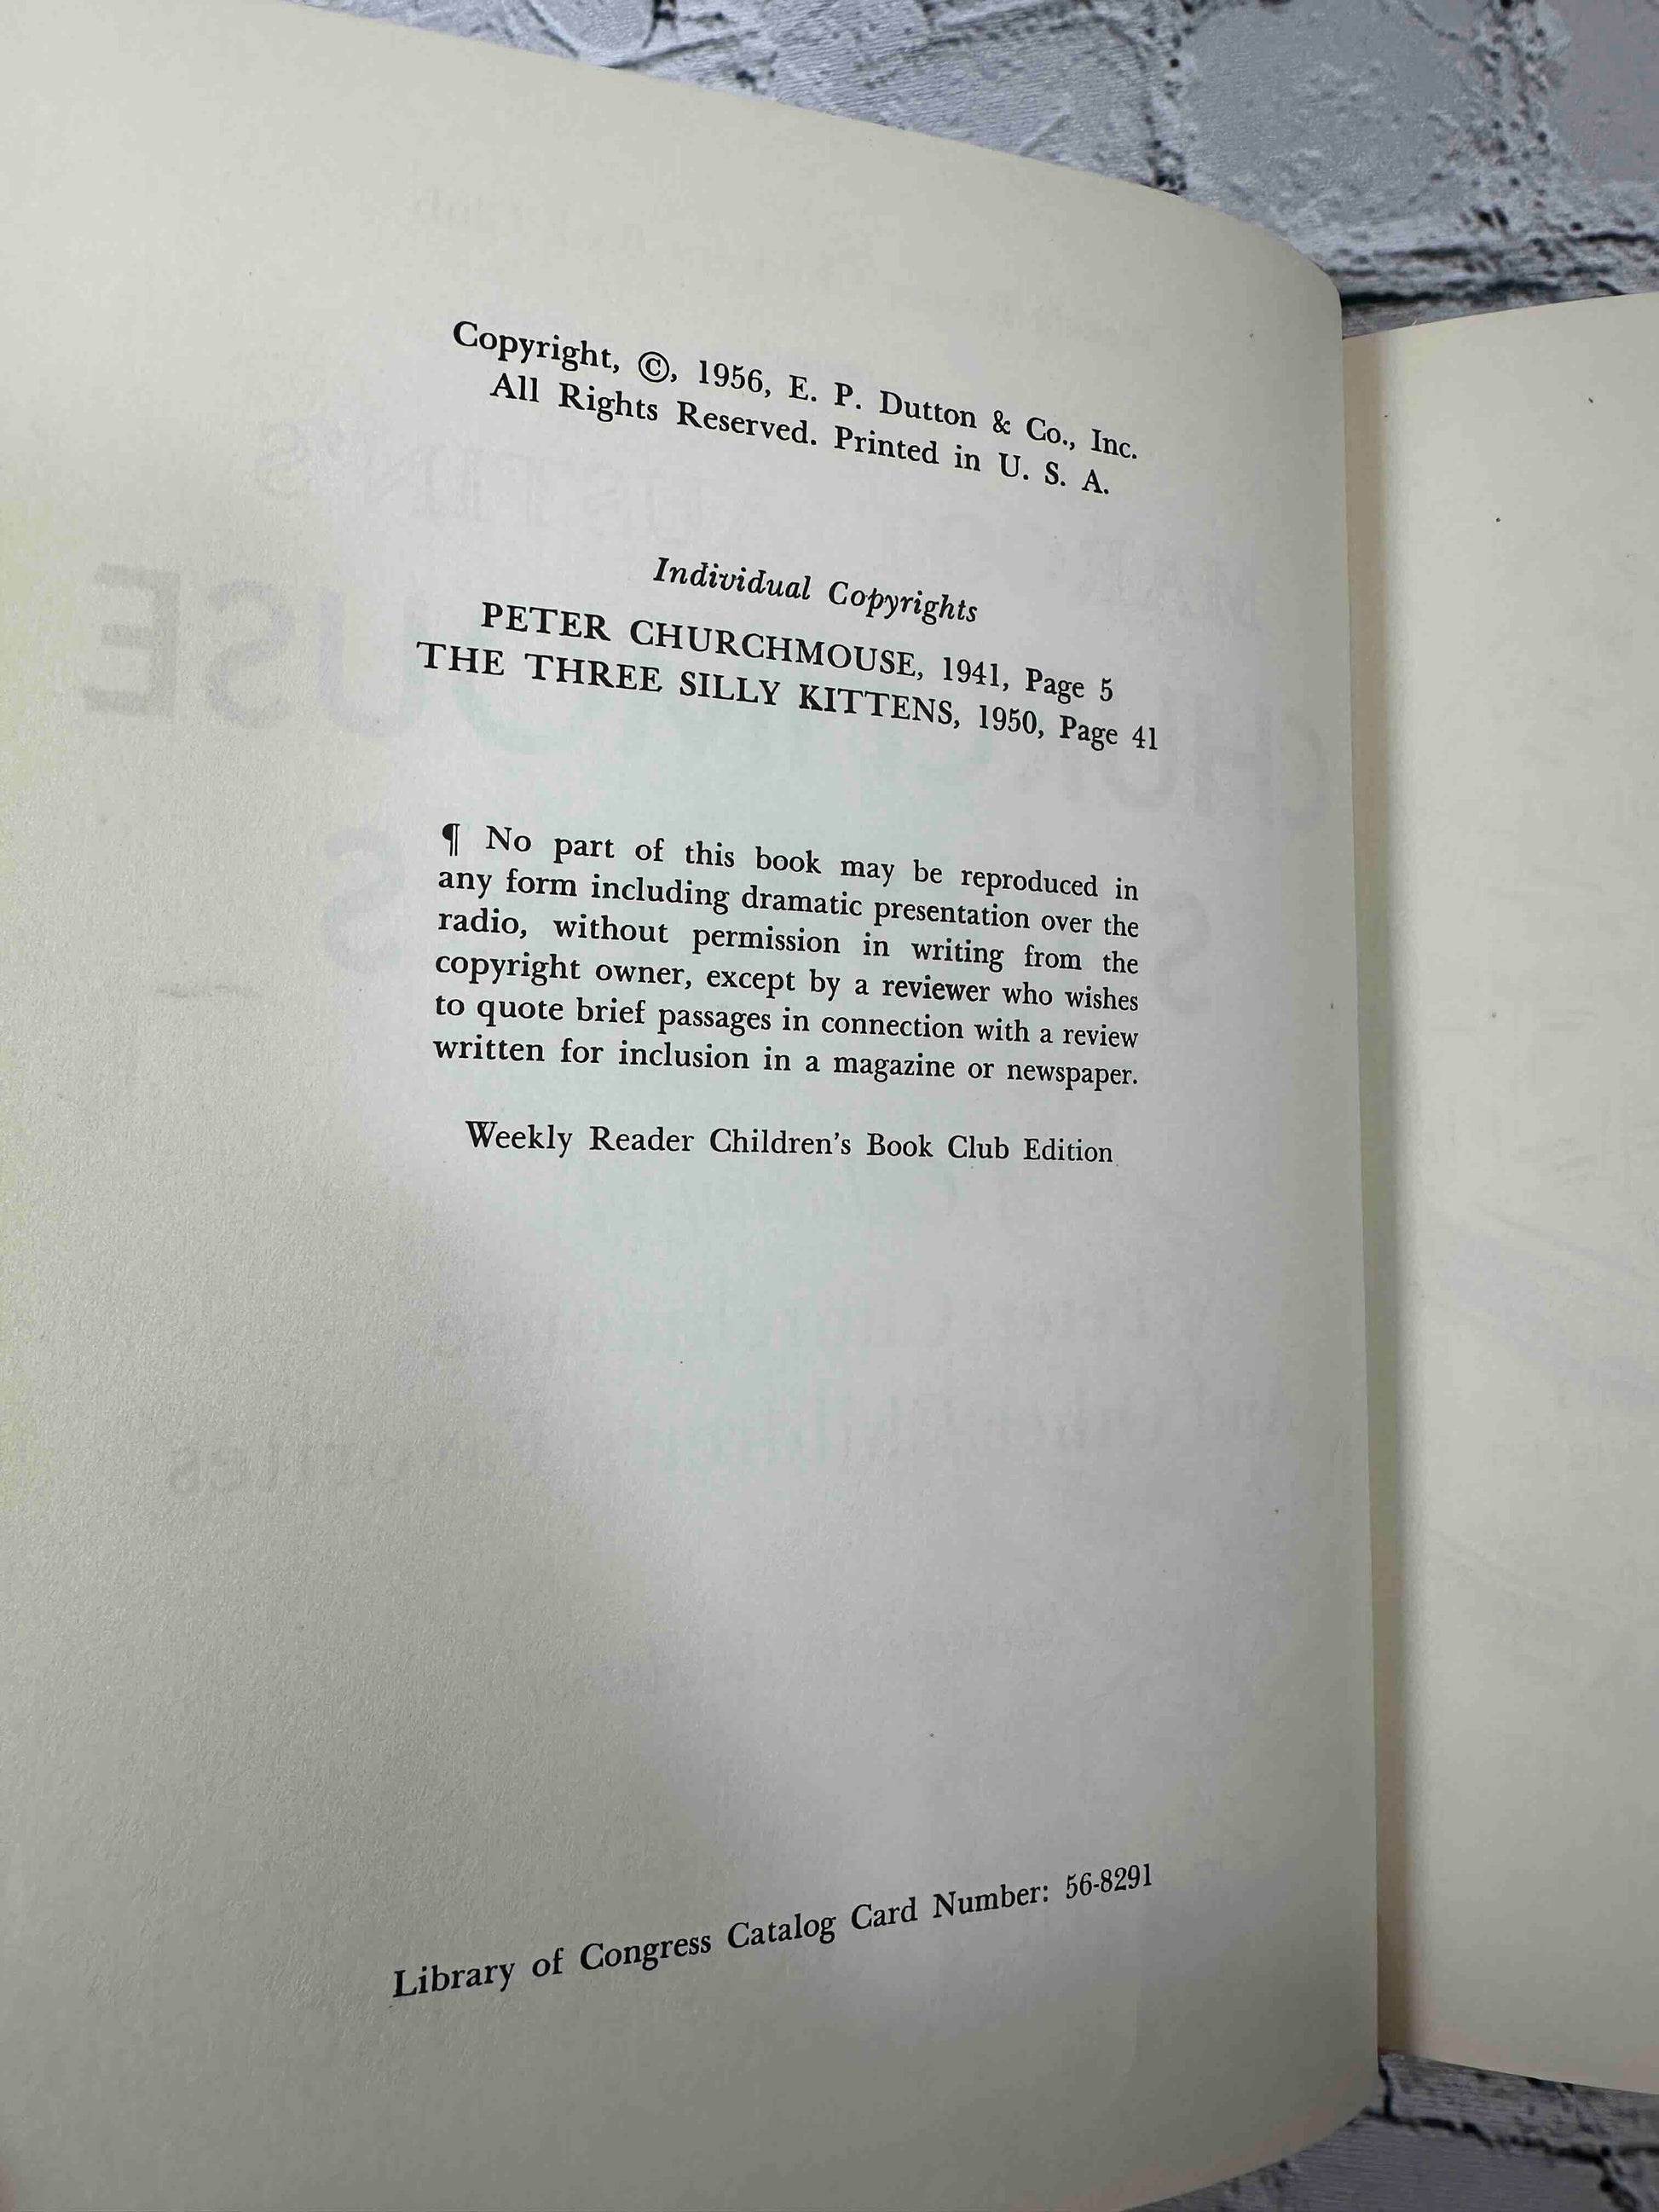 Copyright, ©, 1956, E. P. Dutton & Co., Inc.
All Rights Reserved. Printed in U. S. A.
Individual Copyrights
PETER CHURCHMOUSE, 1941, Page 5
THE THREE SILLY KITTENS, 1950, Page 41
¶ No part of this book may be reproduced in
any form including dramatic presentation over the
radio, without permission in writing from the
copyright owner, except by a reviewer who wishes
to quote brief passages in connection with a review
written for inclusion in a magazine or newspaper.
Weekly Reader Children's Book Club Edition
Library of Congress Catalog Card Number: 56-8291